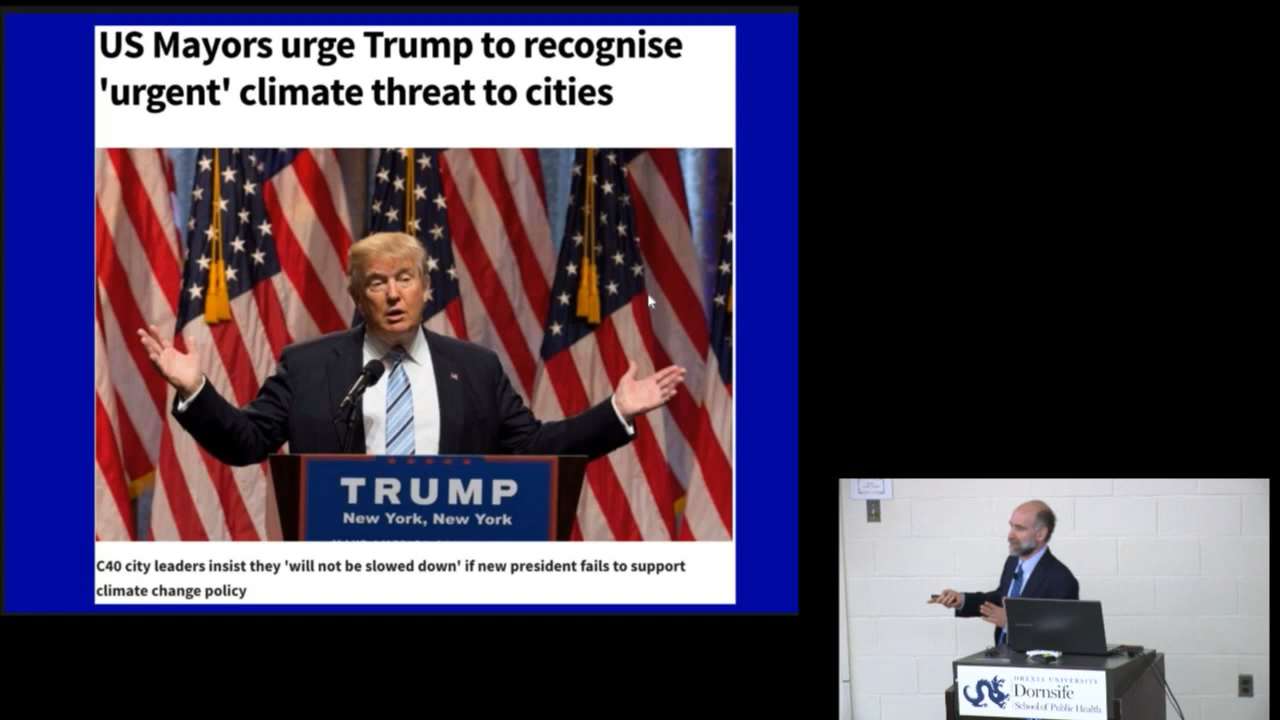 US Mayors urge Trump to recognise
'urgent' climate threat to cities
TRUMP
New York, New York
C40 city leaders insist they 'will not be slowed down' if new president fails to support
climate change policy
DREXEL UNIVERSITY
Dornsife
School of Public Health